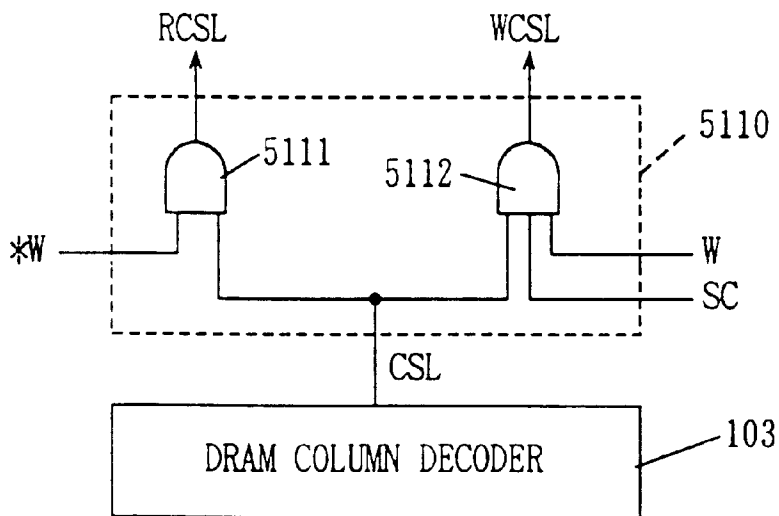 RCSL
WCSL
5110
5111
5112
*W
W
SC
CSL
DRAM COLUMN DECODER
103